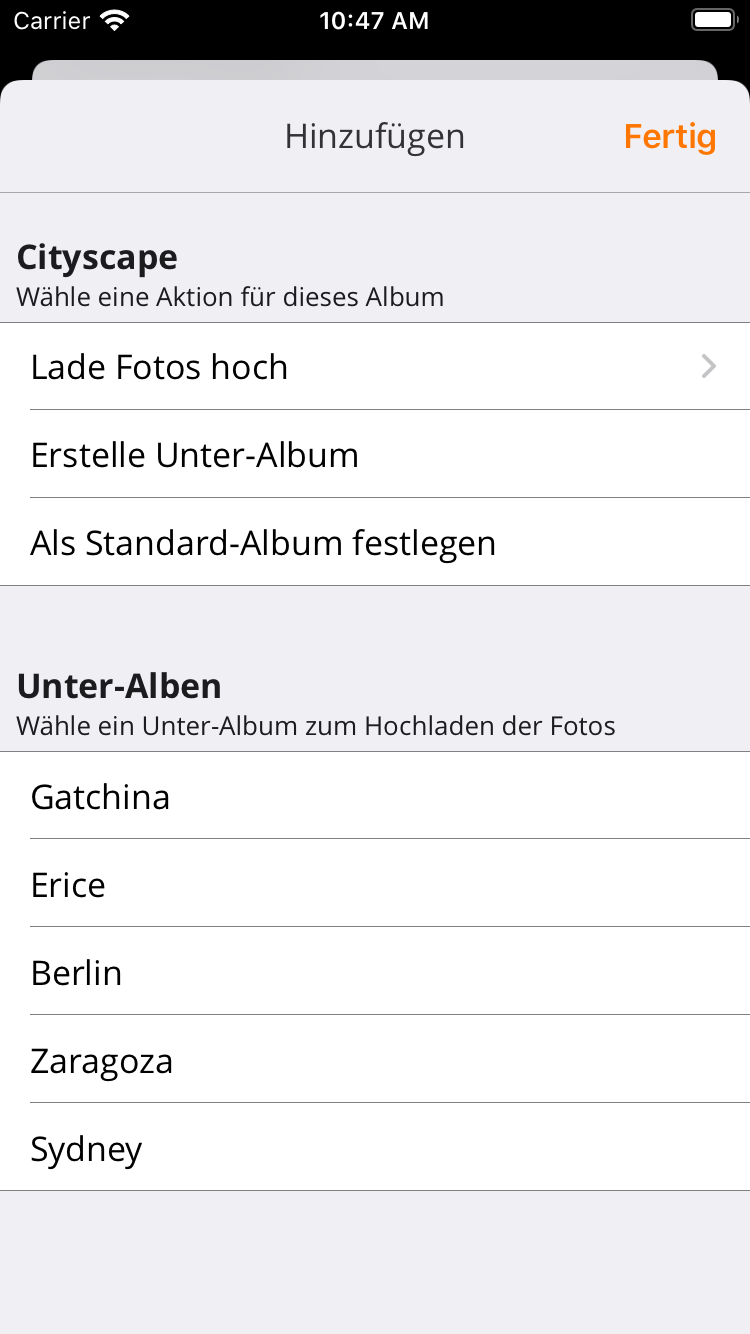 Carrier 10:47 AM
Hinzufügen Fertig
Cityscape
Wähle eine Aktion für dieses Album
Lade Fotos hoch
Erstelle Unter-Album
Als Standard-Album festlegen
Unter-Alben
Wähle ein Unter-Album zum Hochladen der Fotos
Gatchina
Erice
Berlin
Zaragoza
Sydney